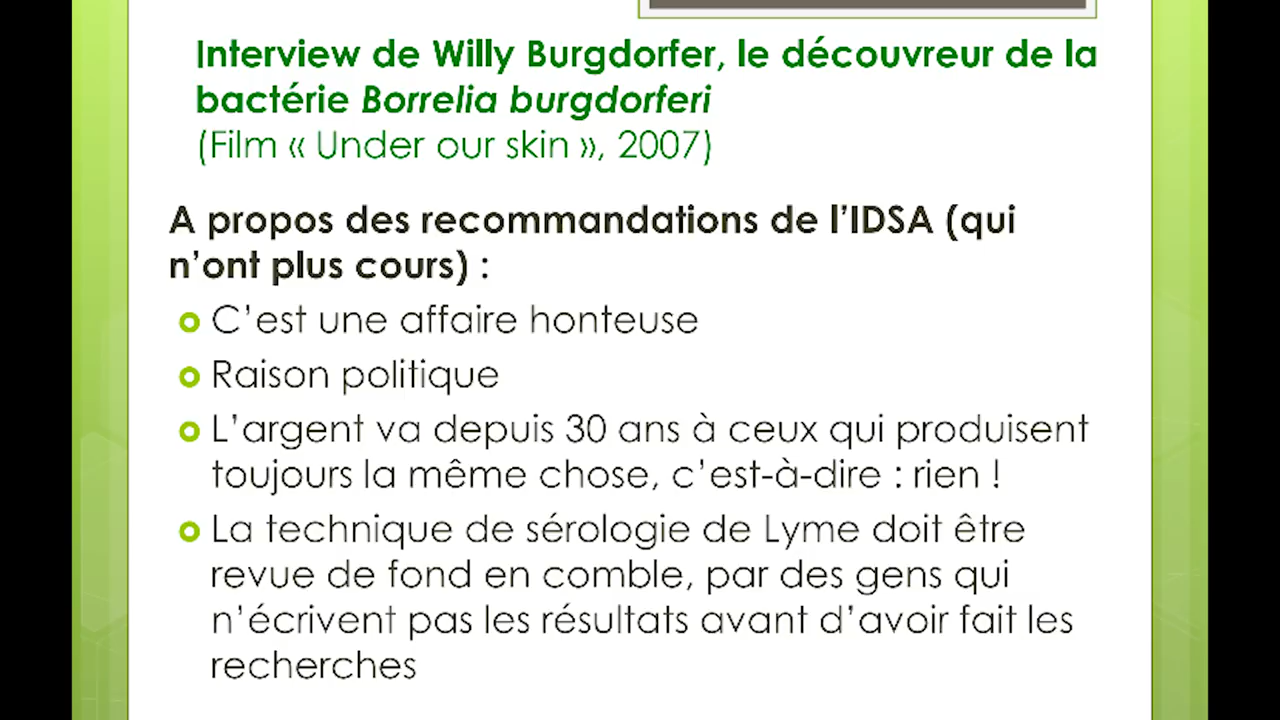 Interview de Willy Burgdorfer, le découvreur de la
bactérie Borrelia burgdorferi
(Film « Under our skin », 2007)
A propos des recommandations de l’IDSA (qui
n’ont plus cours) :
C’est une affaire honteuse
Raison politique
L’argent va depuis 30 ans à ceux qui produisent
toujours la même chose, c’est-à-dire : rien !
La technique de sérologie de Lyme doit être
revue de fond en comble, par des gens qui
n’écrivent pas les résultats avant d’avoir fait les
recherches